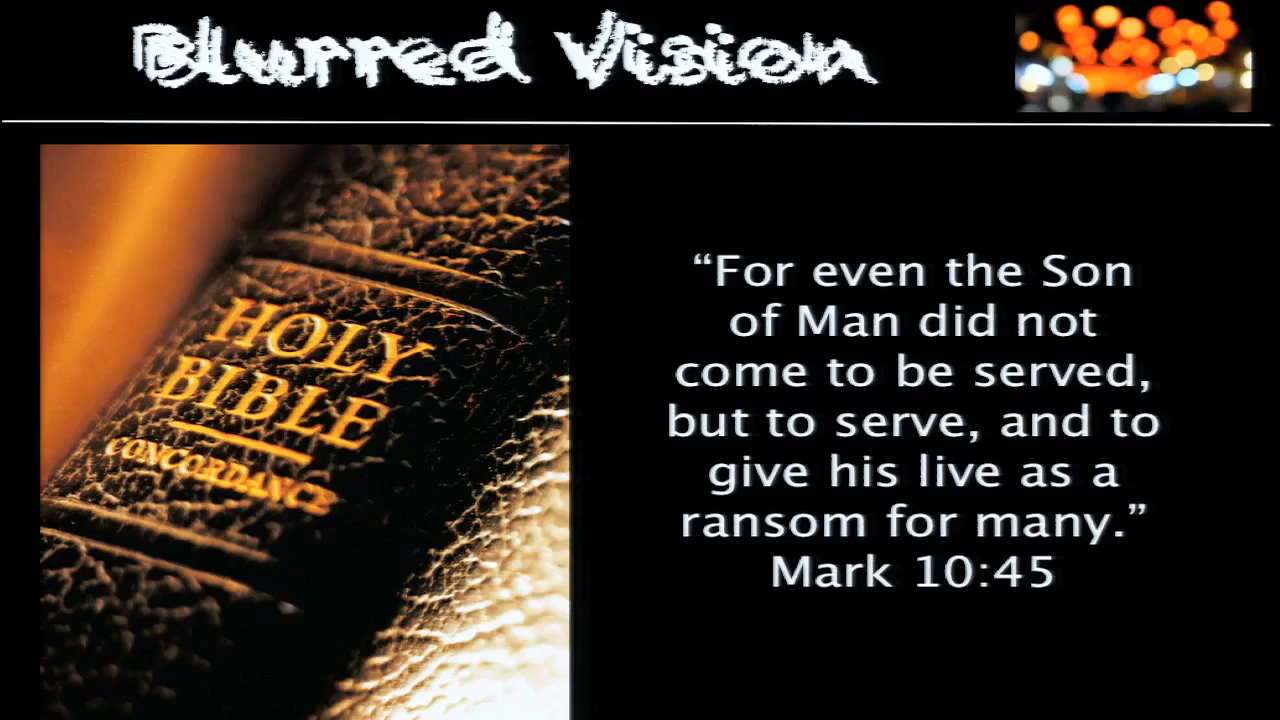 Blurred Vision
HOLY
BIBLE
CONCORDANCE
“For even the Son
of Man did not
come to be served,
but to serve, and to
give his live as a
ransom for many.”
Mark 10:45